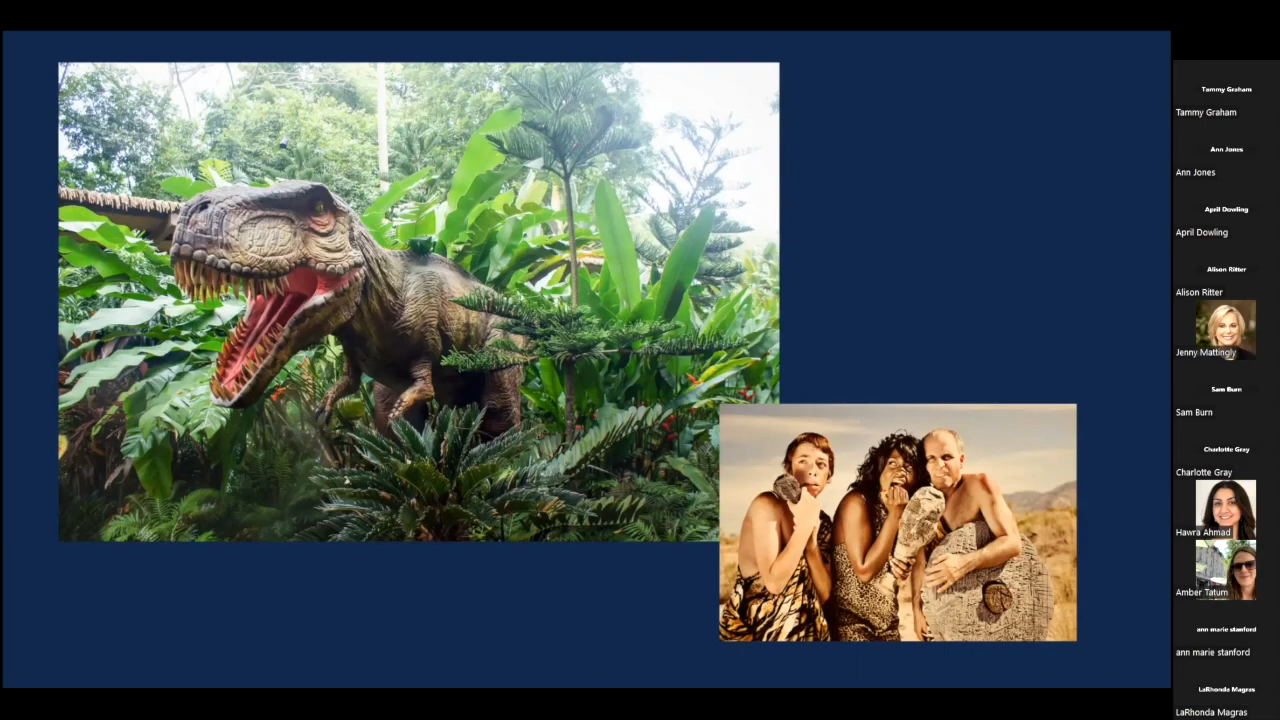 Tammy Graham
Tammy Graham
Ann Jones
Ann Jones
April Dowling
April Dowling
Alison Ritter
Alison Ritter
Jenny Mattingly
Sam Burn
Sam Burn
Charlotte Gray
Charlotte Gray
Hawra Ahmad
Amber Tatum
ann marie stanford
ann marie stanford
LaRhonda Magras
LaRhonda Magras